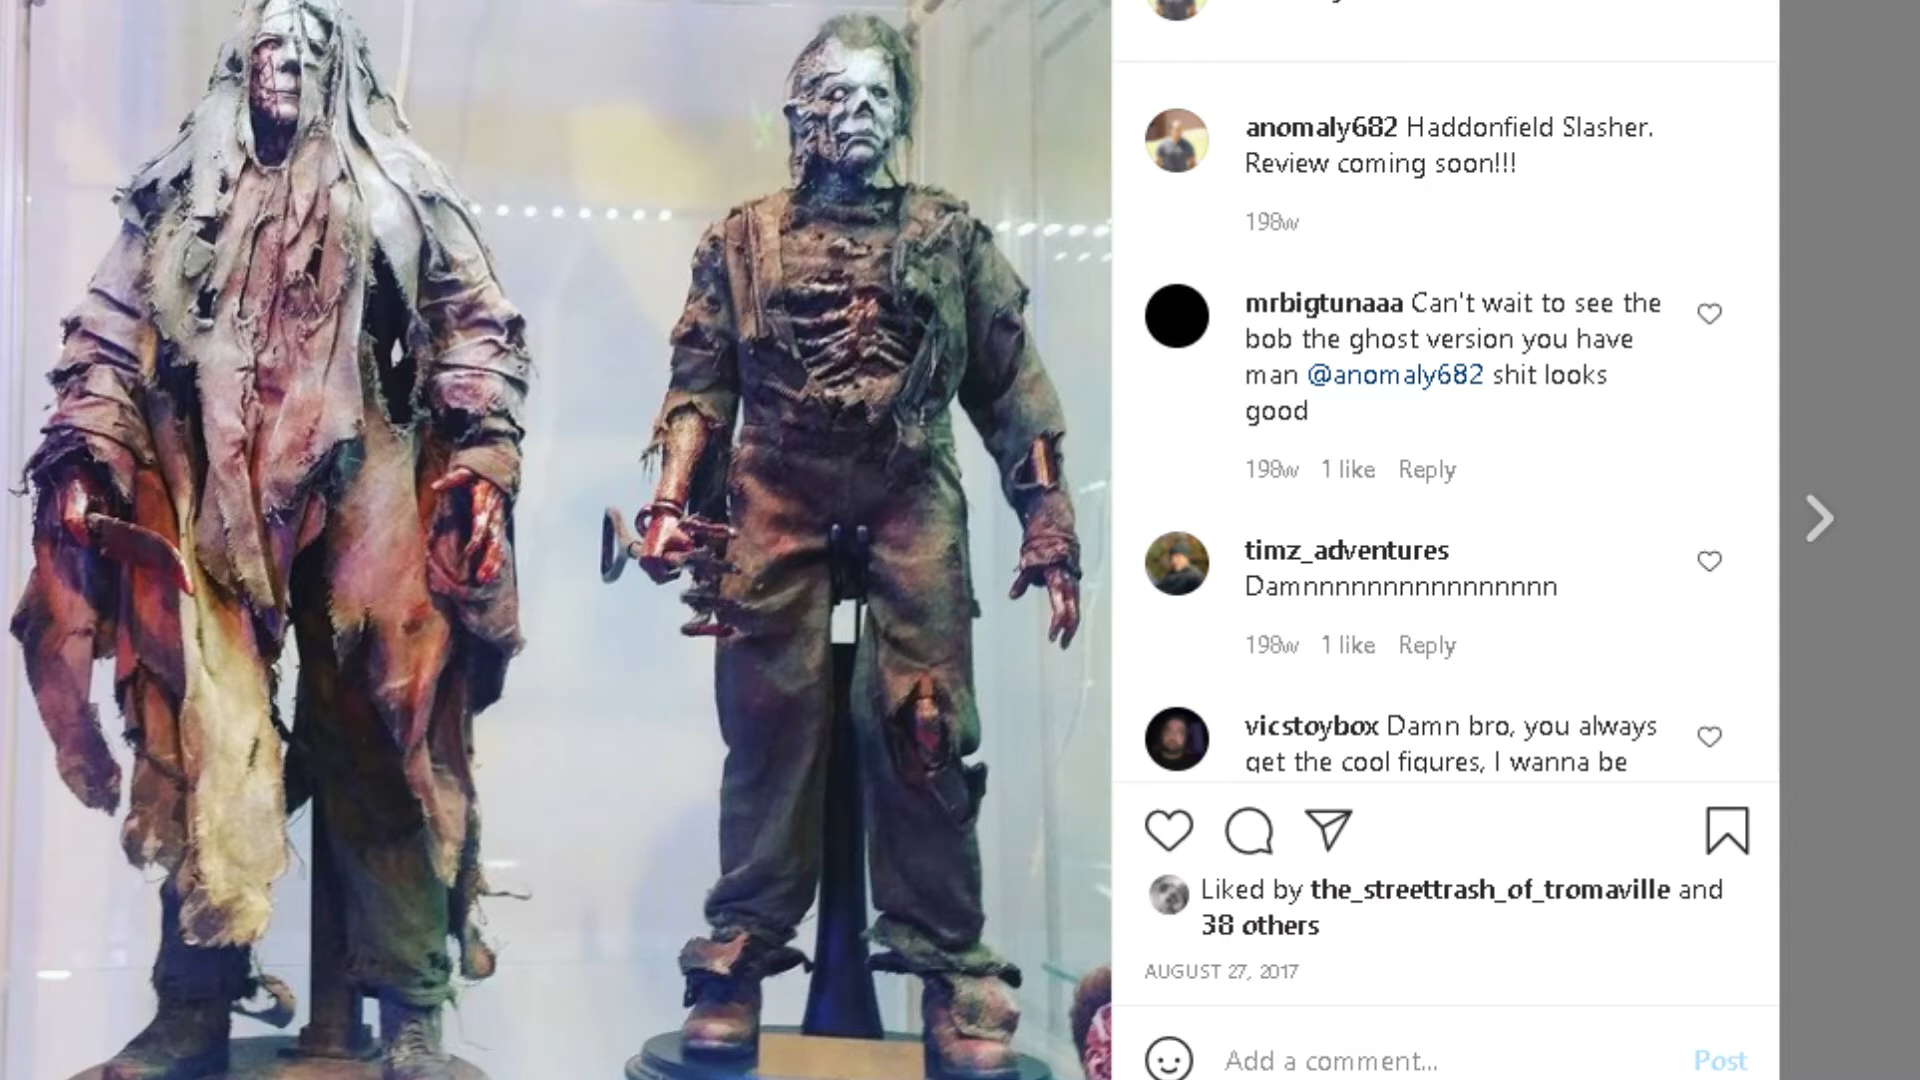 anomaly682 Haddonfield Slasher.
Review coming soon!!!
198w
mrbigtunaaa Can't wait to see the
bob the ghost version you have
man @anomaly682 shit looks
good
198w 1 like Reply
timz_adventures
Damnnnnnnnnnnnnnnnnn
198w 1 like Reply
vicstoybox Damn bro, you always
get the cool figures, I wanna be
Liked by the_streettrash_of_tromaville and
38 others
AUGUST 27, 2017
Add a comment... Post